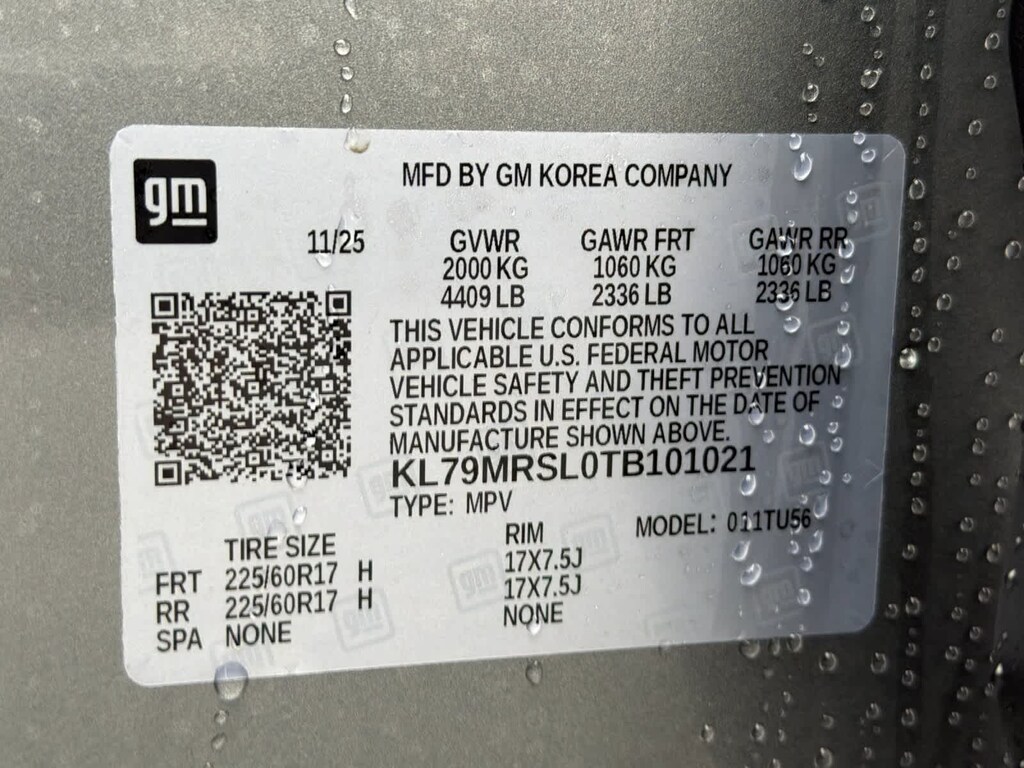 gm
MFD BY GM KOREA COMPANY
11/25 GVWR GAWR FRT GAWR RR
2000 KG 1060 KG 1060 KG
4409 LB 2336 LB 2336 LB
THIS VEHICLE CONFORMS TO ALL
APPLICABLE U.S. FEDERAL MOTOR
VEHICLE SAFETY AND THEFT PREVENTION
STANDARDS IN EFFECT ON THE DATE OF
MANUFACTURE SHOWN ABOVE.
KL79MRSL0TB101021
TYPE: MPV MODEL: 011TU56
TIRE SIZE RIM
FRT 225/60R17 H 17X7.5J
RR 225/60R17 H 17X7.5J
SPA NONE NONE